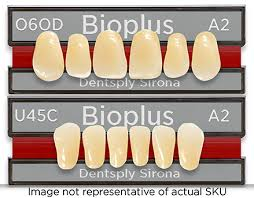 O6OD Bioplus A2
Dentsply Sirona
U45C Bioplus A2
Dentsply Sirona
Image not representative of actual SKU